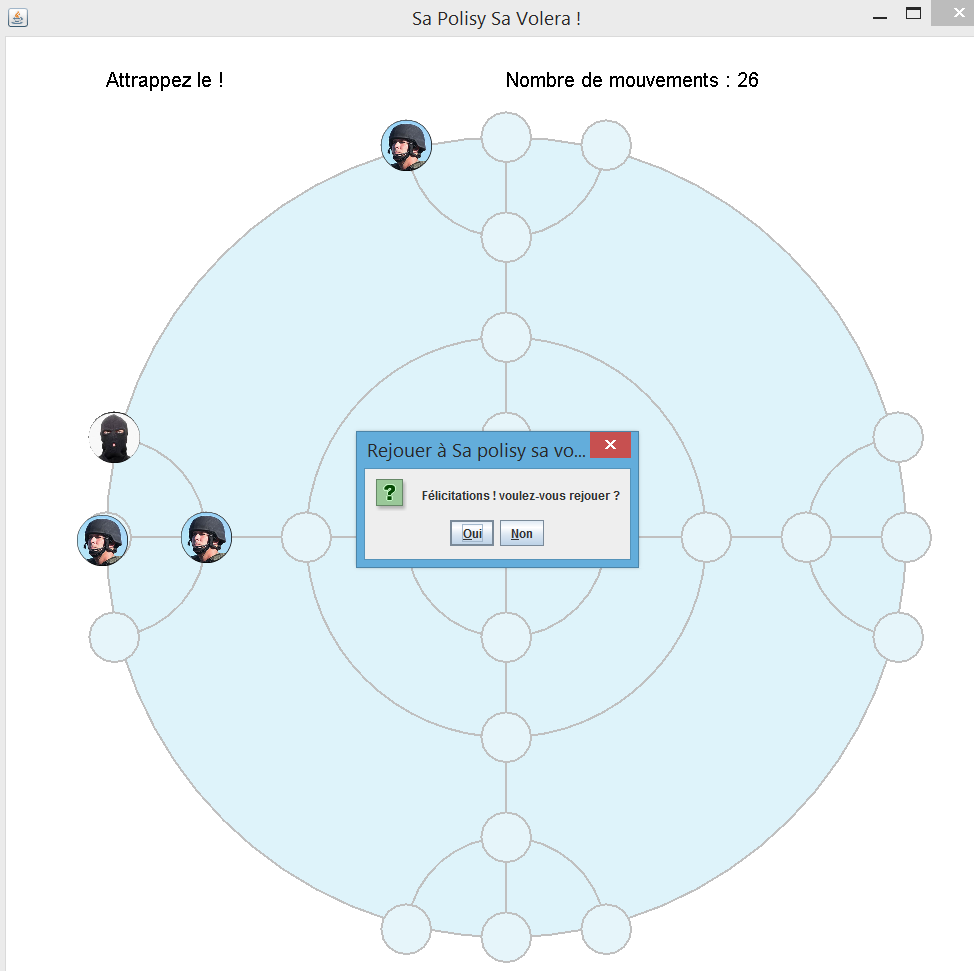 Sa Polisy Sa Volera !
Attrappez le !
Nombre de mouvements : 26
Rejouer à Sa polisy sa vo...
?
Félicitations ! voulez-vous rejouer ?
Oui
Non